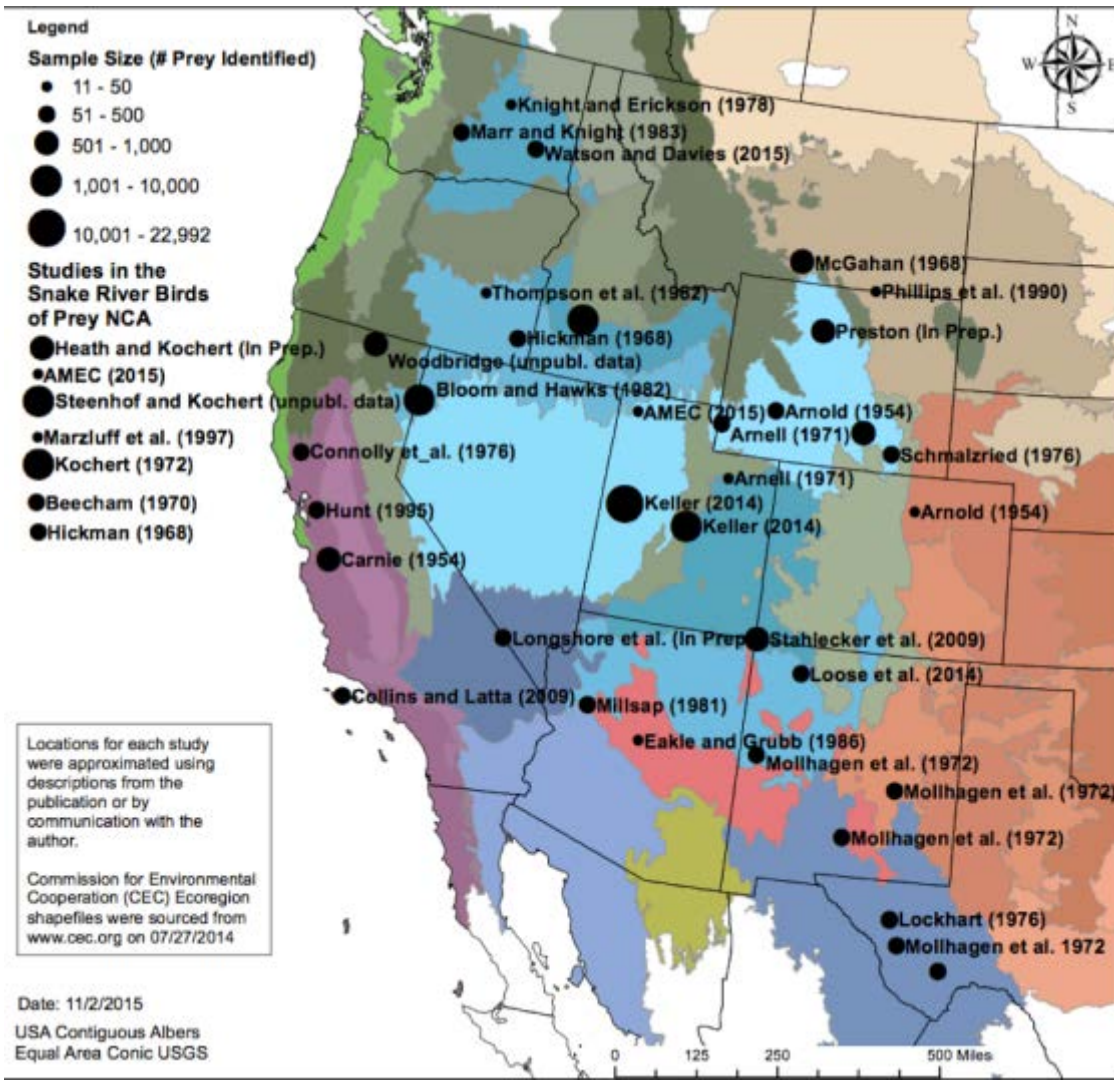 Legend
Sample Size (# Prey Identified)
11 - 50
51 - 500
501 - 1,000
1,001 - 10,000
10,001 - 22,992
Studies in the
Snake River Birds
of Prey NCA
Heath and Kochert (In Prep.)
AMEC (2015)
Steenhof and Kochert (unpubl. data)
Marzluff et al. (1997)
Kochert (1972)
Beecham (1970)
Hickman (1968)
N
W
E
S
Knight and Erickson (1978)
Marr and Knight (1983)
Watson and Davies (2015)
McGahan (1968)
Phillips et al. (1990)
Thompson et al. (1982)
Preston (In Prep.)
Hickman (1968)
Woodbridge (unpubl. data)
Bloom and Hawks (1982)
AMEC (2015)
Arnold (1954)
Arnell (1971)
Connolly et_al. (1976)
Schmalzried (1976)
Arnell (1971)
Keller (2014)
Arnold (1954)
Hunt (1995)
Keller (2014)
Carnie (1954)
Longshore et al. (In Prep
Stahlecker et al. (2009)
Loose et al. (2014)
Collins and Latta (2009)
Millsap (1981)
Eakle and Grubb (1986)
Mollhagen et al. (1972)
Mollhagen et al. (1972)
Mollhagen et al. (1972)
Lockhart (1976)
Mollhagen et al. 1972
Locations for each study
were approximated using
descriptions from the
publication or by
communication with the
author.
Commission for Environmental
Cooperation (CEC) Ecoregion
shapefiles were sourced from
www.cec.org on 07/27/2014
Date: 11/2/2015
USA Contiguous Albers
Equal Area Conic USGS
0 125 250 500 Miles